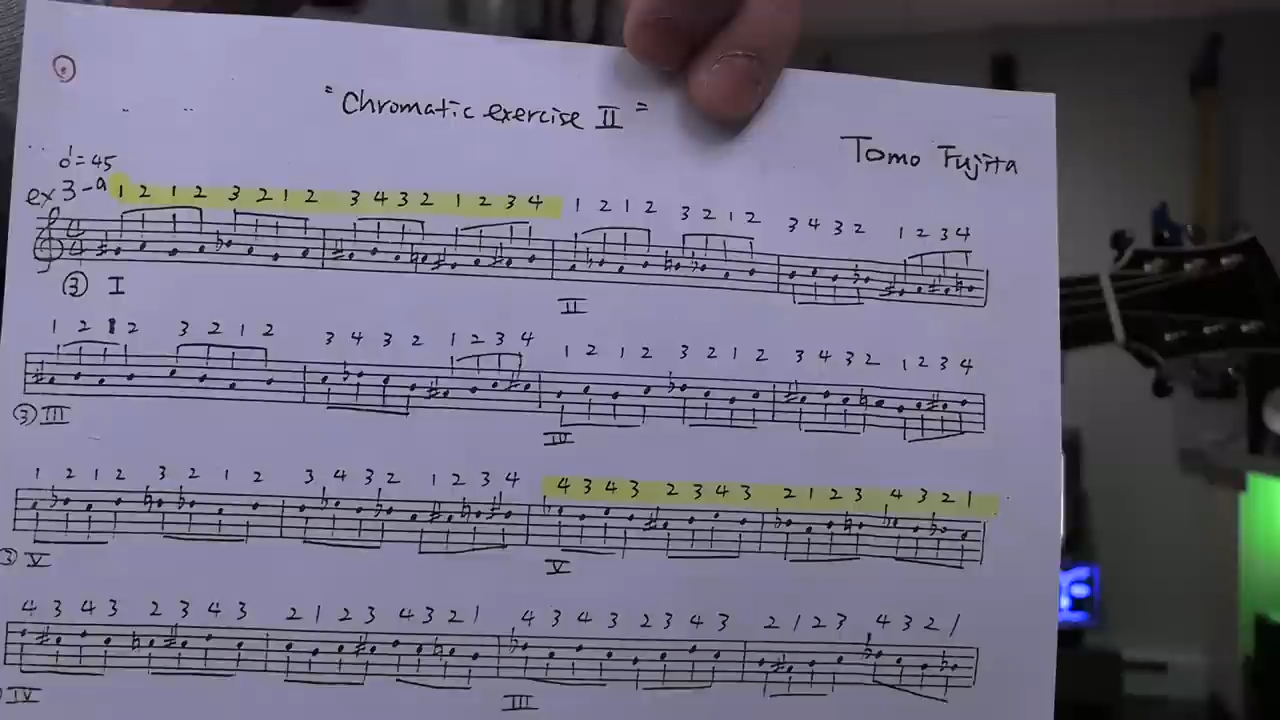 "Chromatic exercise II"
Tomo Fujita
♩=45
ex 3-a 1 2 1 2 3 2 1 2 3 4 3 2 1 2 3 4 1 2 1 2 3 2 1 2 3 4 3 2 1 2 3 4
4 4
③ I II
1 2 1 2 3 2 1 2 3 4 3 2 1 2 3 4 1 2 1 2 3 2 1 2 3 4 3 2 1 2 3 4
③ III IV
1 2 1 2 3 2 1 2 3 4 3 2 1 2 3 4 4 3 4 3 2 3 4 3 2 1 2 3 4 3 2 1
③ V V
4 3 4 3 2 3 4 3 2 1 2 3 4 3 2 1 4 3 4 3 2 3 4 3 2 1 2 3 4 3 2 1
IV III